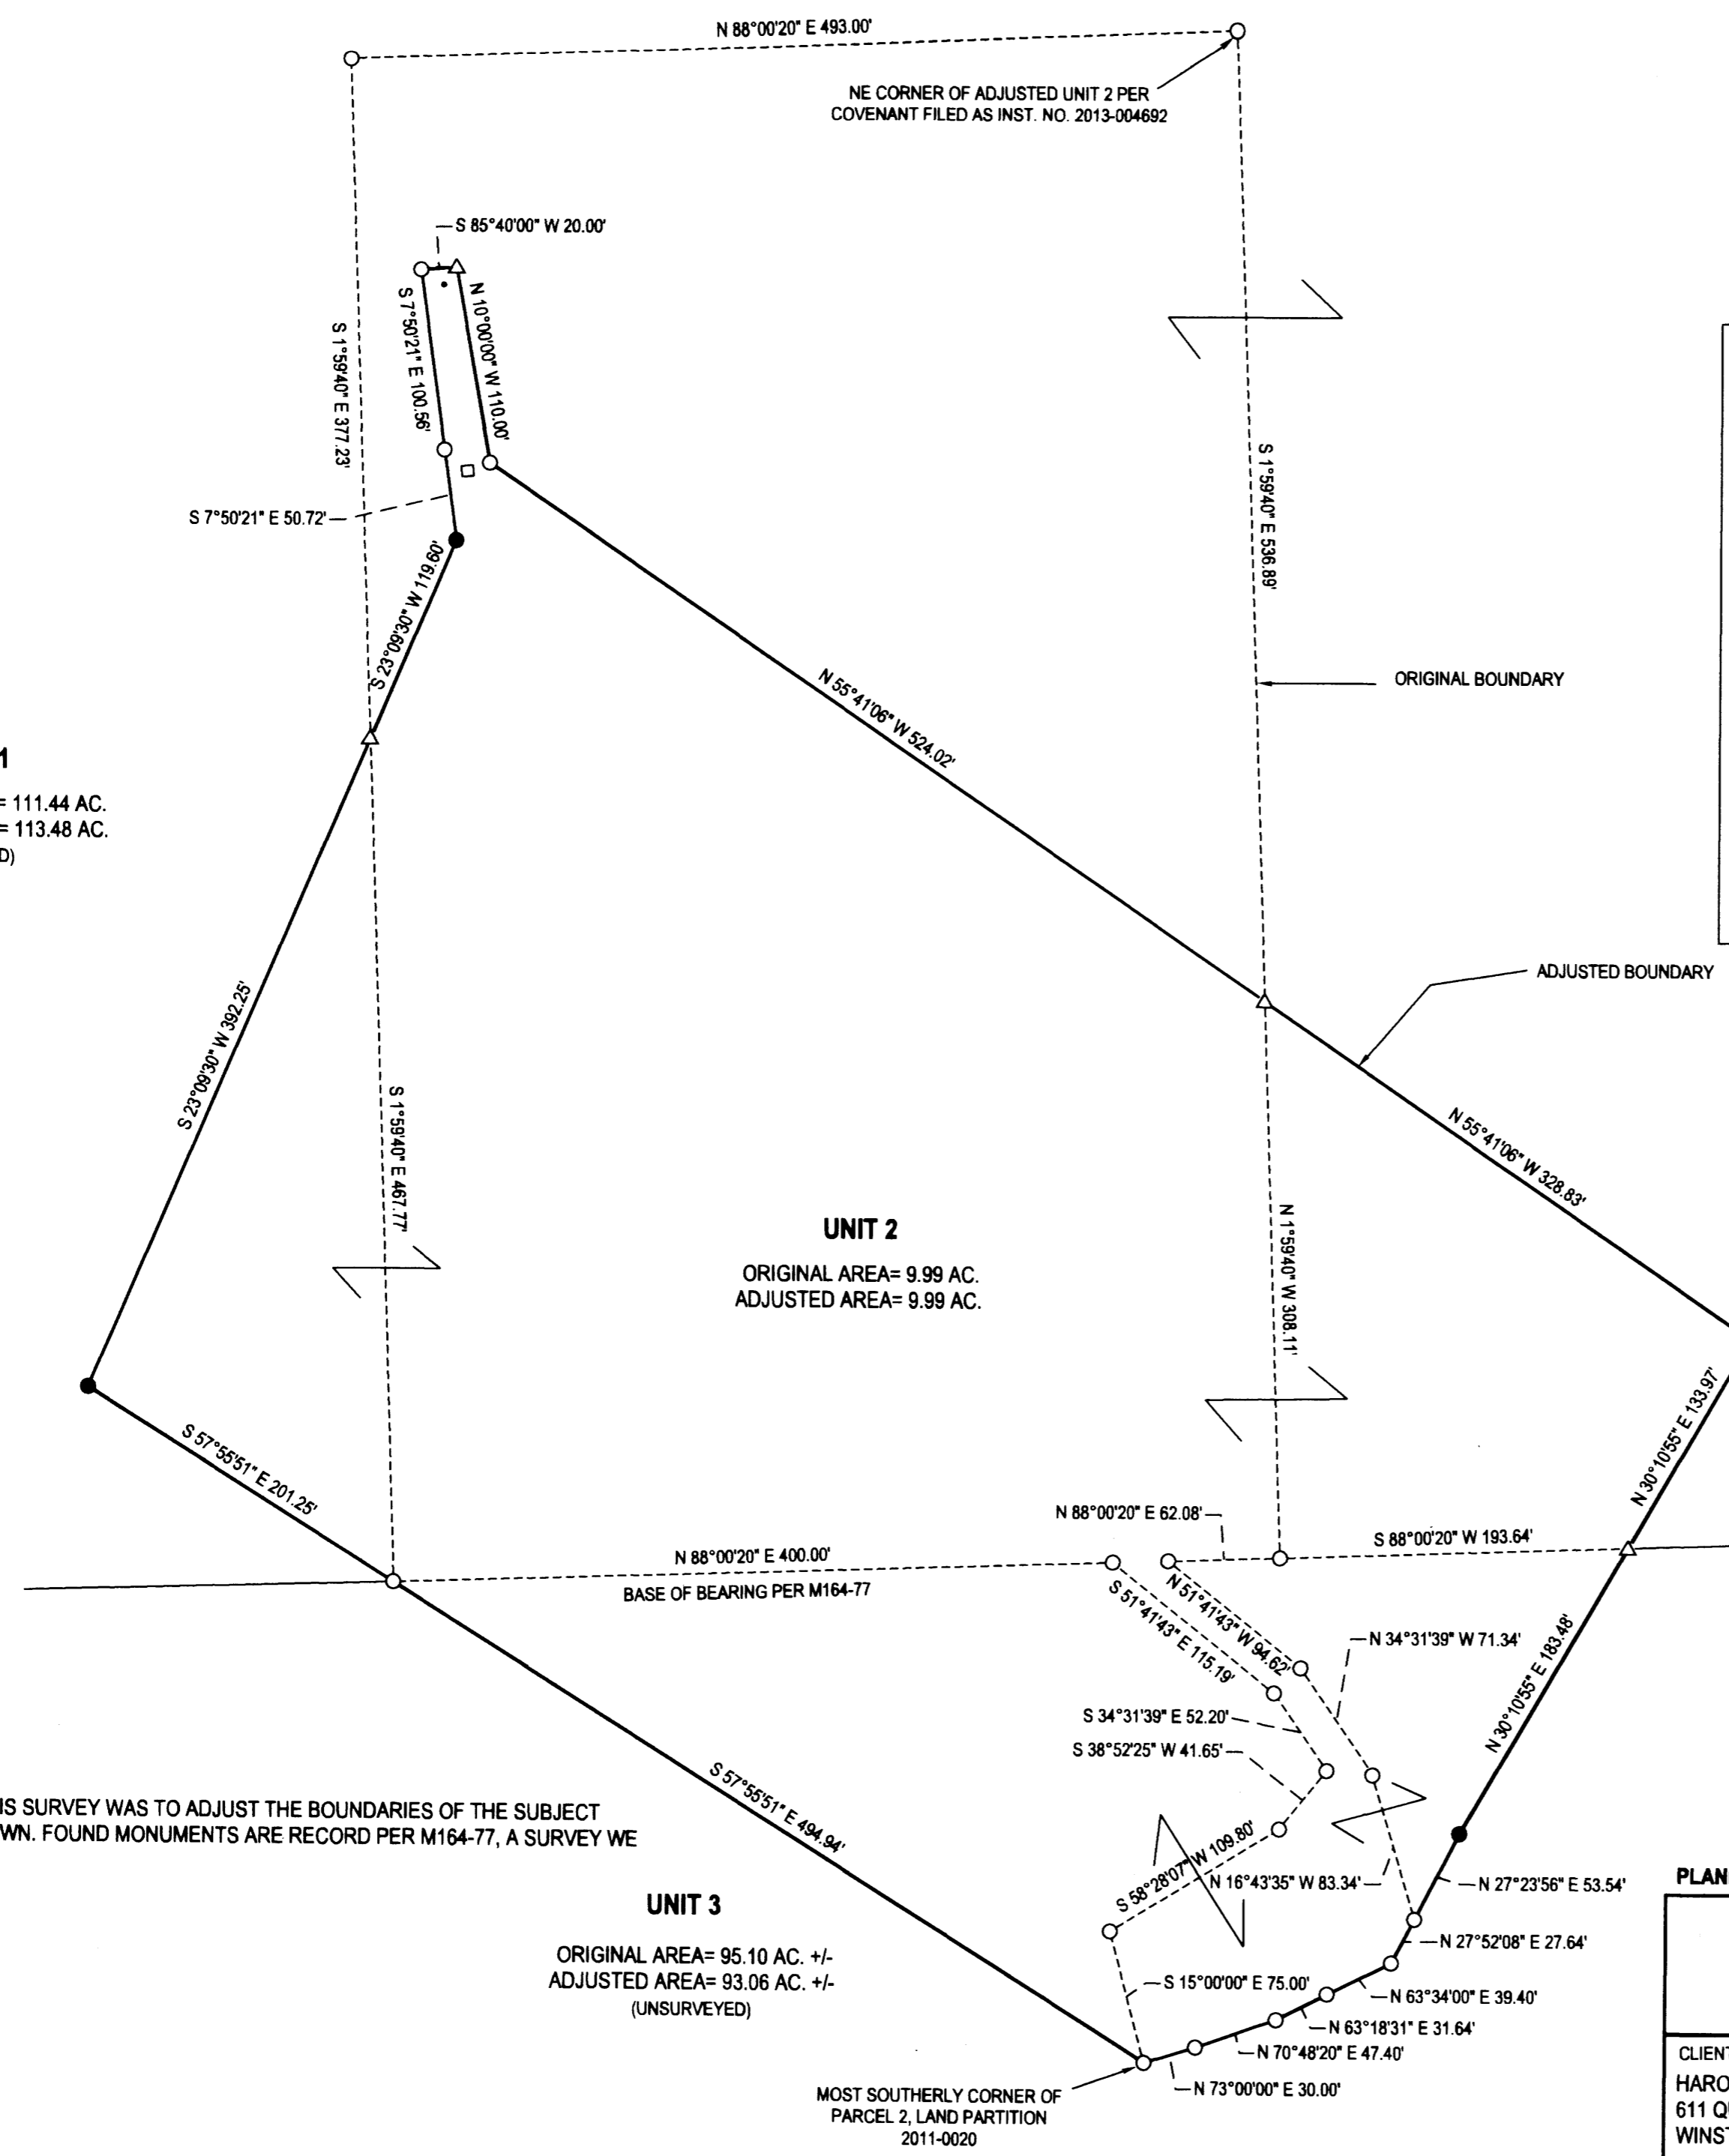 N 88°00'20" E 493.00'
NE CORNER OF ADJUSTED UNIT 2 PER
COVENANT FILED AS INST. NO. 2013-004692
S 85°40'00" W 20.00'
S 7°50'21" E 100.56'
N 10°00'00" W 110.00'
S 1°59'40" E 377.23'
S 7°50'21" E 50.72'
S 23°09'30" W 119.60'
S 1°59'40" E 536.89'
ORIGINAL BOUNDARY
N 55°41'06" W 524.02'
1
= 111.44 AC.
= 113.48 AC.
D)
ADJUSTED BOUNDARY
S 23°09'30" W 392.25'
S 1°59'40" E 467.77'
N 55°41'06" W 328.83'
UNIT 2
ORIGINAL AREA= 9.99 AC.
ADJUSTED AREA= 9.99 AC.
N 1°59'40" W 308.11'
N 30°10'55" E 133.97'
S 57°55'51" E 201.25'
N 88°00'20" E 62.08'
S 88°00'20" W 193.64'
N 88°00'20" E 400.00'
BASE OF BEARING PER M164-77
S 51°41'43" E 115.19'
N 51°41'43" W 94.62'
N 34°31'39" W 71.34'
N 30°10'55" E 183.48'
S 34°31'39" E 52.20'
S 38°52'25" W 41.65'
S 57°55'51" E 494.94'
IS SURVEY WAS TO ADJUST THE BOUNDARIES OF THE SUBJECT
WN. FOUND MONUMENTS ARE RECORD PER M164-77, A SURVEY WE
S 58°28'07" W 109.80'
N 16°43'35" W 83.34'
N 27°23'56" E 53.54'
PLAN
UNIT 3
ORIGINAL AREA= 95.10 AC. +/-
ADJUSTED AREA= 93.06 AC. +/-
(UNSURVEYED)
N 27°52'08" E 27.64'
S 15°00'00" E 75.00'
N 63°34'00" E 39.40'
N 63°18'31" E 31.64'
N 70°48'20" E 47.40'
N 73°00'00" E 30.00'
MOST SOUTHERLY CORNER OF
PARCEL 2, LAND PARTITION
2011-0020
CLIENT
HARO
611 Q
WINST